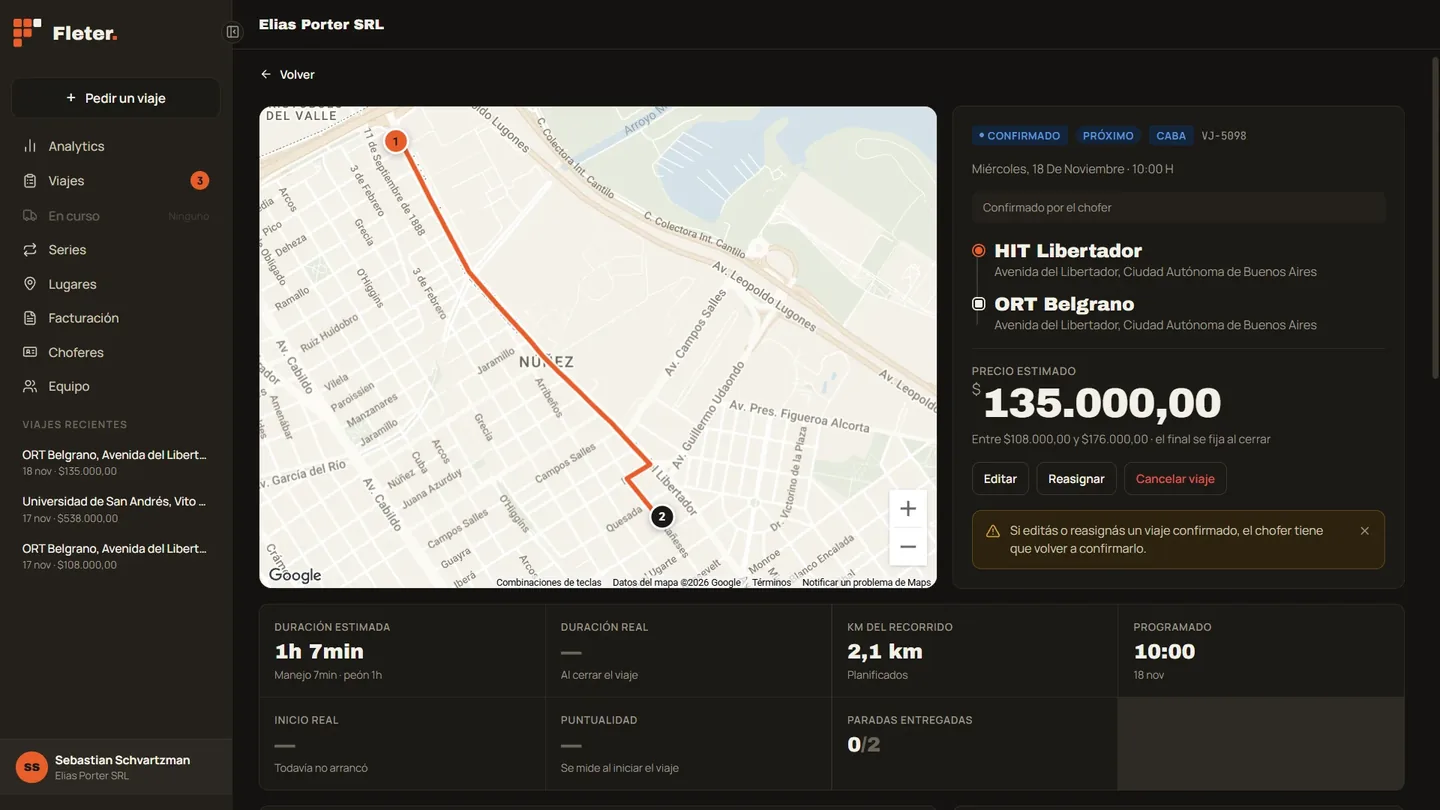 Fleter.
Elias Porter SRL
+ Pedir un viaje
Analytics
Viajes
3
En curso
Ninguno
Series
Lugares
Facturación
Choferes
Equipo
VIAJES RECIENTES
ORT Belgrano, Avenida del Libert...
18 nov · $135.000,00
Universidad de San Andrés, Vito ...
17 nov · $538.000,00
ORT Belgrano, Avenida del Libert...
17 nov · $108.000,00
SS
Sebastian Schvartzman
Elias Porter SRL
← Volver
DEL VALLE
1
11 de Septiembre de 1888
3 de Febrero
Grecia
Arcos
Pico
Deheza
Obligado
Ramallo
O'Higgins
3 de Febrero
Ruiz Huidobro
Av. Cabildo
Vilela
Paroissien
Manzanares
Jaramillo
Amenábar
Jaramillo
NÚÑEZ
Arribeños
Grecia
Arcos
Cuba
Núñez
Juana Azurduy
Av. García del Río
Av. Cabildo
Campos Salles
O'Higgins
Campos Salles
Guayra
Iberá
Quesada
2
l Libertador
Ugarte
Monroe
Blanco Encalada
Dr. Victorino de la Plaza
Av. Pres. Figueroa Alcorta
Av. Guillermo Udaondo
Av. Campos Salles
Av. Leopoldo Lugones
Av. Leopoldo
C. Colectora Int. Cantilo
C. Colectora Int. Cantilo
Arroyo
Google
Combinaciones de teclas
Datos del mapa ©2026 Google
Términos
Notificar un problema de Maps
CONFIRMADO
PRÓXIMO
CABA
VJ-5098
Miércoles, 18 De Noviembre · 10:00 H
Confirmado por el chofer
HIT Libertador
Avenida del Libertador, Ciudad Autónoma de Buenos Aires
ORT Belgrano
Avenida del Libertador, Ciudad Autónoma de Buenos Aires
PRECIO ESTIMADO
$135.000,00
Entre $108.000,00 y $176.000,00 · el final se fija al cerrar
Editar
Reasignar
Cancelar viaje
Si editás o reasignás un viaje confirmado, el chofer tiene
que volver a confirmarlo.
DURACIÓN ESTIMADA
1h 7min
Manejo 7min · peón 1h
DURACIÓN REAL
—
Al cerrar el viaje
KM DEL RECORRIDO
2,1 km
Planificados
PROGRAMADO
10:00
18 nov
INICIO REAL
—
Todavía no arrancó
PUNTUALIDAD
—
Se mide al iniciar el viaje
PARADAS ENTREGADAS
0/2